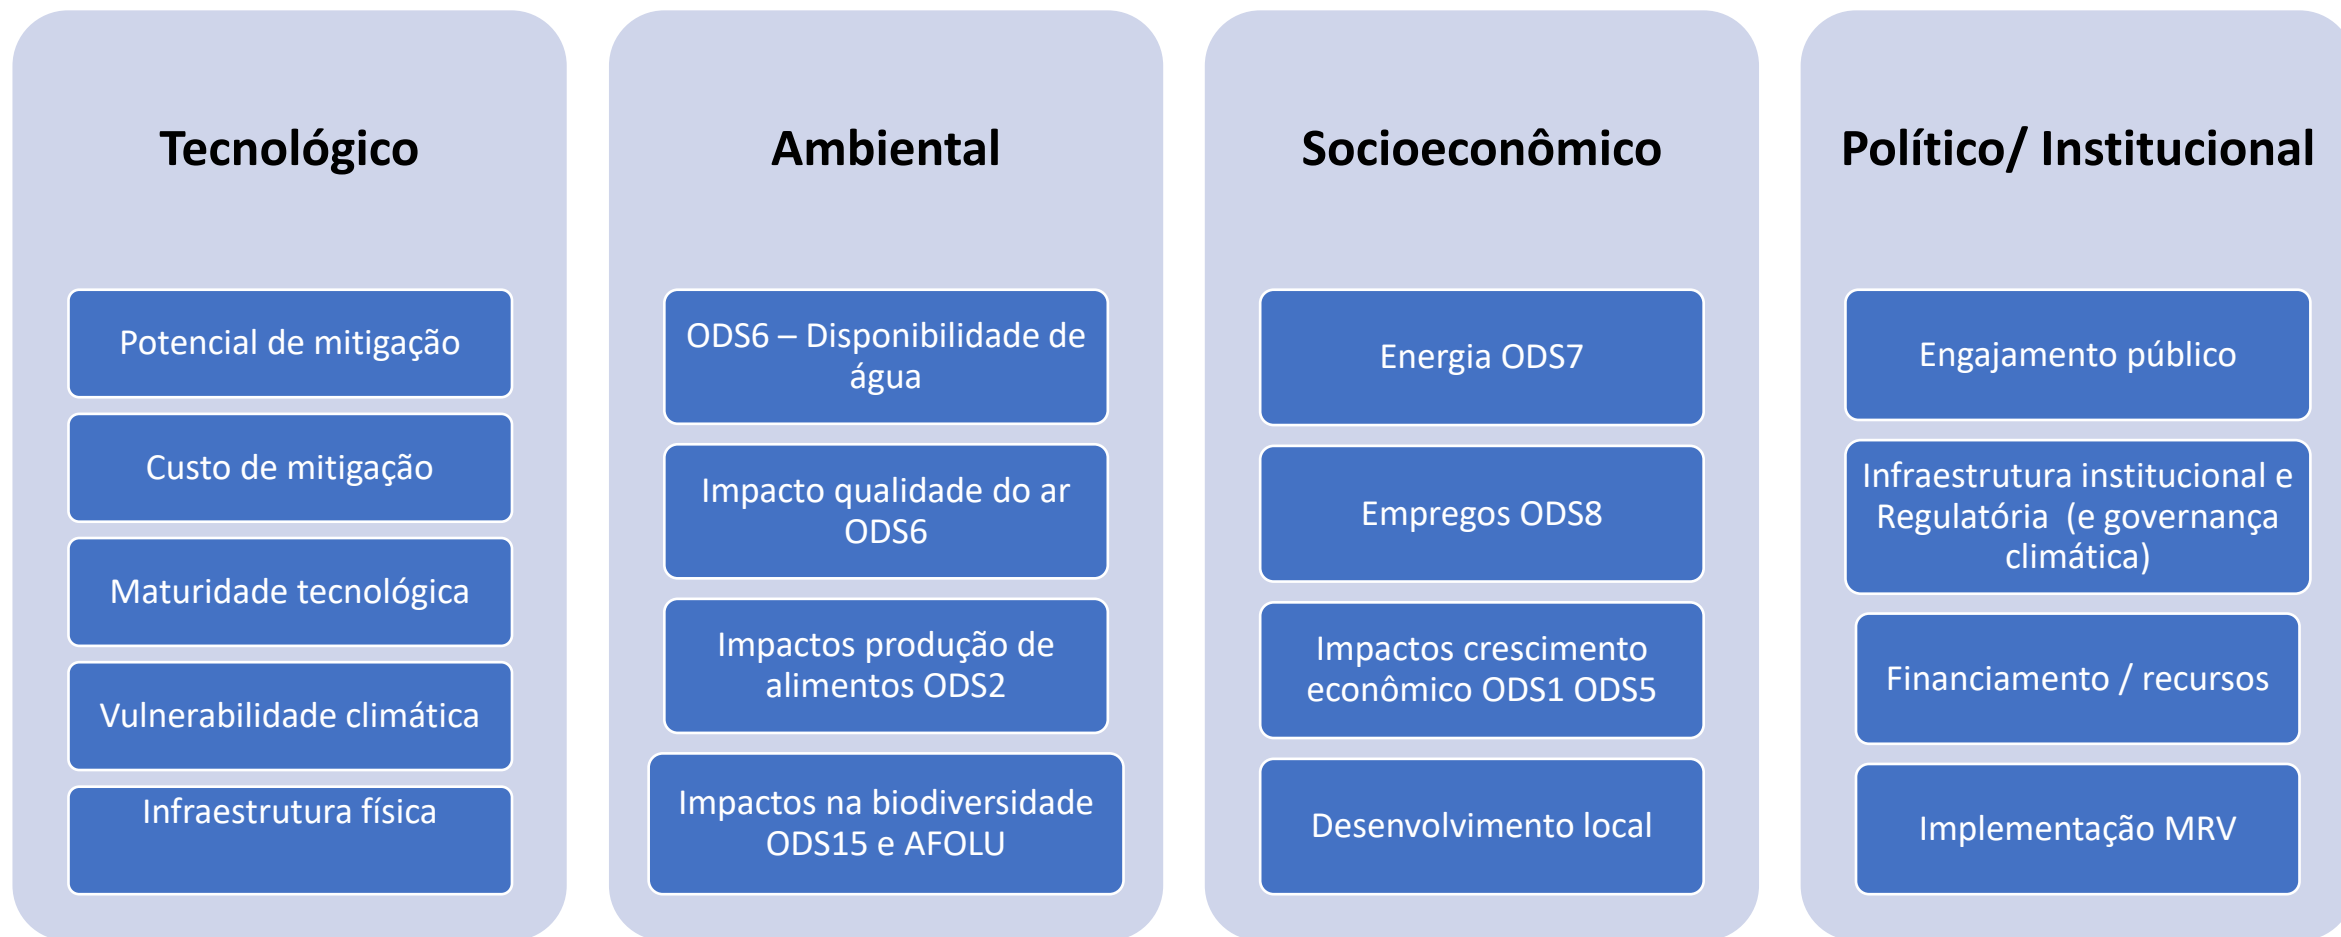 Tecnológico
Potencial de mitigação
Custo de mitigação
Maturidade tecnológica
Vulnerabilidade climática
Infraestrutura física
Ambiental
ODS6 – Disponibilidade de
água
Impacto qualidade do ar
ODS6
Impactos produção de
alimentos ODS2
Impactos na biodiversidade
ODS15 e AFOLU
Socioeconômico
Energia ODS7
Empregos ODS8
Impactos crescimento
econômico ODS1 ODS5
Desenvolvimento local
Político/ Institucional
Engajamento público
Infraestrutura institucional e
Regulatória (e governança
climática)
Financiamento / recursos
Implementação MRV